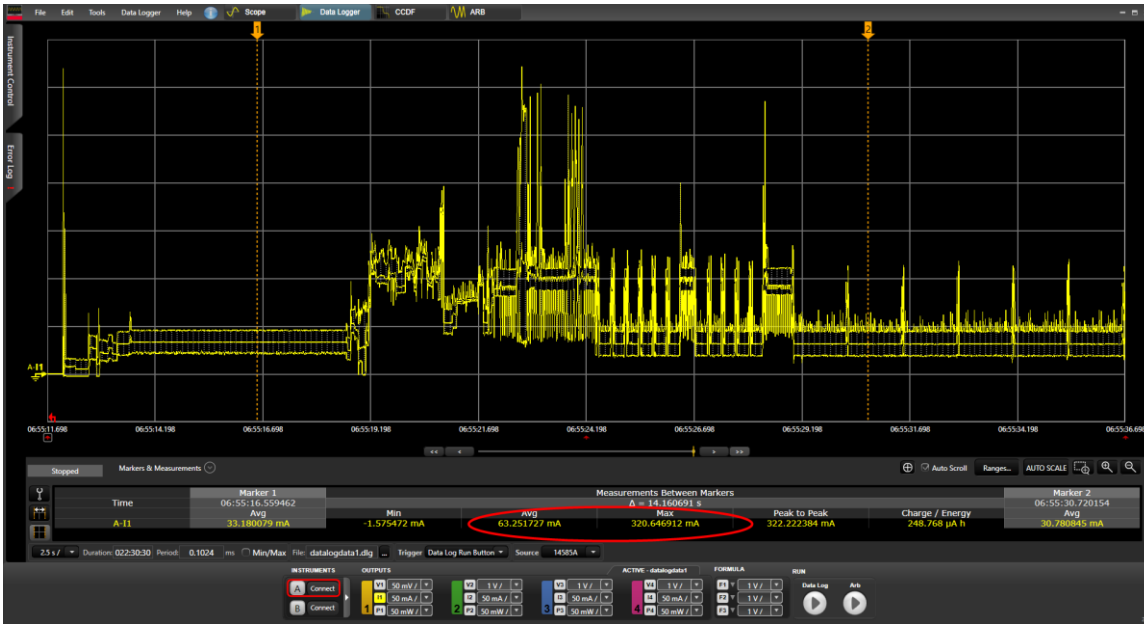 File Edit Tools Data Logger Help Scope Data Logger CCDF ARB
1 2
Instrument Control
Error Log
A-I1
06:55:11.698 06:55:14.198 06:55:16.698 06:55:19.198 06:55:21.698 06:55:24.198 06:55:26.698 06:55:29.198 06:55:31.698 06:55:34.198 06:55:36.698
Stopped Markers & Measurements Auto Scroll Ranges... AUTO SCALE
Marker 1 Measurements Between Markers Marker 2
Time 06:55:16.559462 Δ = 14.160691 s 06:55:30.720154
Avg Min Avg Max Peak to Peak Charge / Energy Avg
A-I1 33.180079 mA -1.575472 mA 63.251727 mA 320.646912 mA 322.222384 mA 248.768 µA h 30.780845 mA
2.5 s / Duration: 022:30:30 Period: 0.1024 ms Min/Max File: datalogdata1.dlg ... Trigger Data Log Run Button Source 14585A
INSTRUMENTS OUTPUTS ACTIVE - datalogdata1 FORMULA RUN
A Connect V1 50 mV / V2 1 V / V3 1 V / V4 1 V / F1 1 V / Data Log Arb
1 I1 50 mA / 2 I2 50 mA / 3 I3 50 mA / 4 I4 50 mA / F2 1 V /
B Connect P1 50 mW / P2 50 mW / P3 50 mW / P4 50 mW / F3 1 V /